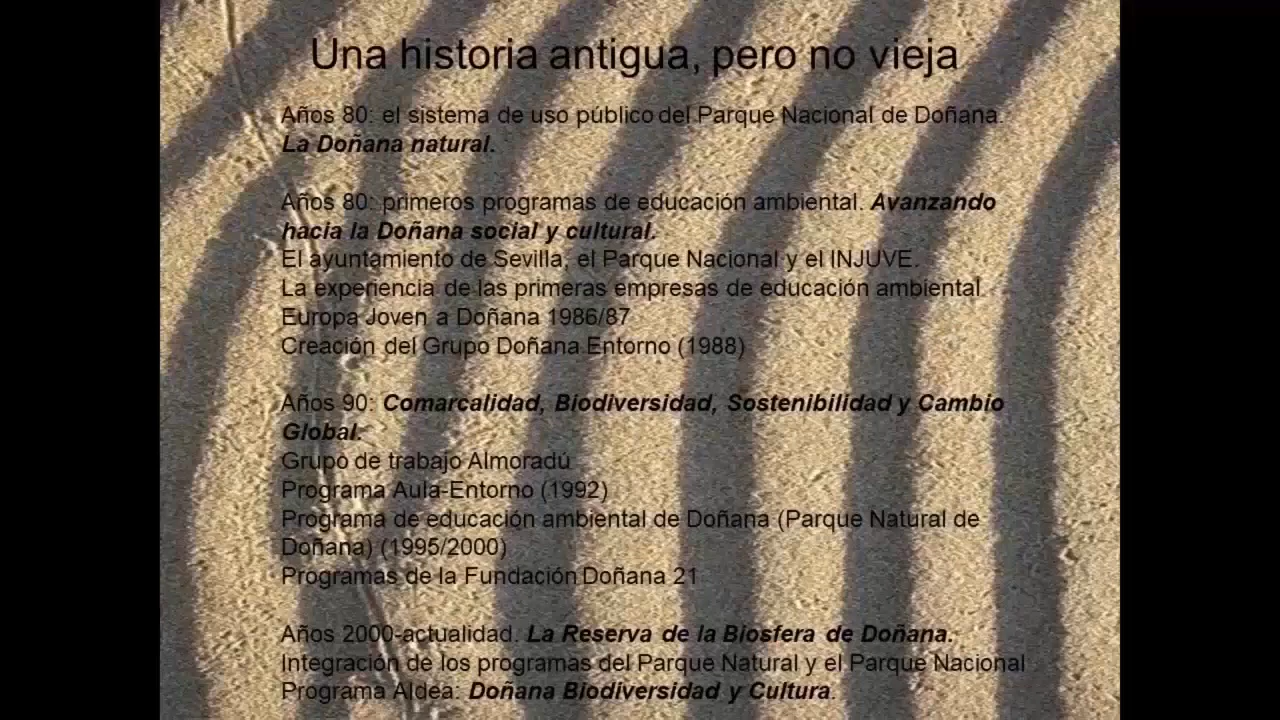 Una historia antigua, pero no vieja
Años 80: el sistema de uso público del Parque Nacional de Doñana.
La Doñana natural.
Años 80: primeros programas de educación ambiental. Avanzando
hacia la Doñana social y cultural.
El ayuntamiento de Sevilla, el Parque Nacional y el INJUVE.
La experiencia de las primeras empresas de educación ambiental
Europa Joven a Doñana 1986/87
Creación del Grupo Doñana Entorno (1988)
Años 90: Comarcalidad, Biodiversidad, Sostenibilidad y Cambio
Global.
Grupo de trabajo Almoradú
Programa Aula-Entorno (1992)
Programa de educación ambiental de Doñana (Parque Natural de
Doñana) (1995/2000)
Programas de la Fundación Doñana 21
Años 2000-actualidad. La Reserva de la Biosfera de Doñana.
Integración de los programas del Parque Natural y el Parque Nacional
Programa Aldea: Doñana Biodiversidad y Cultura.